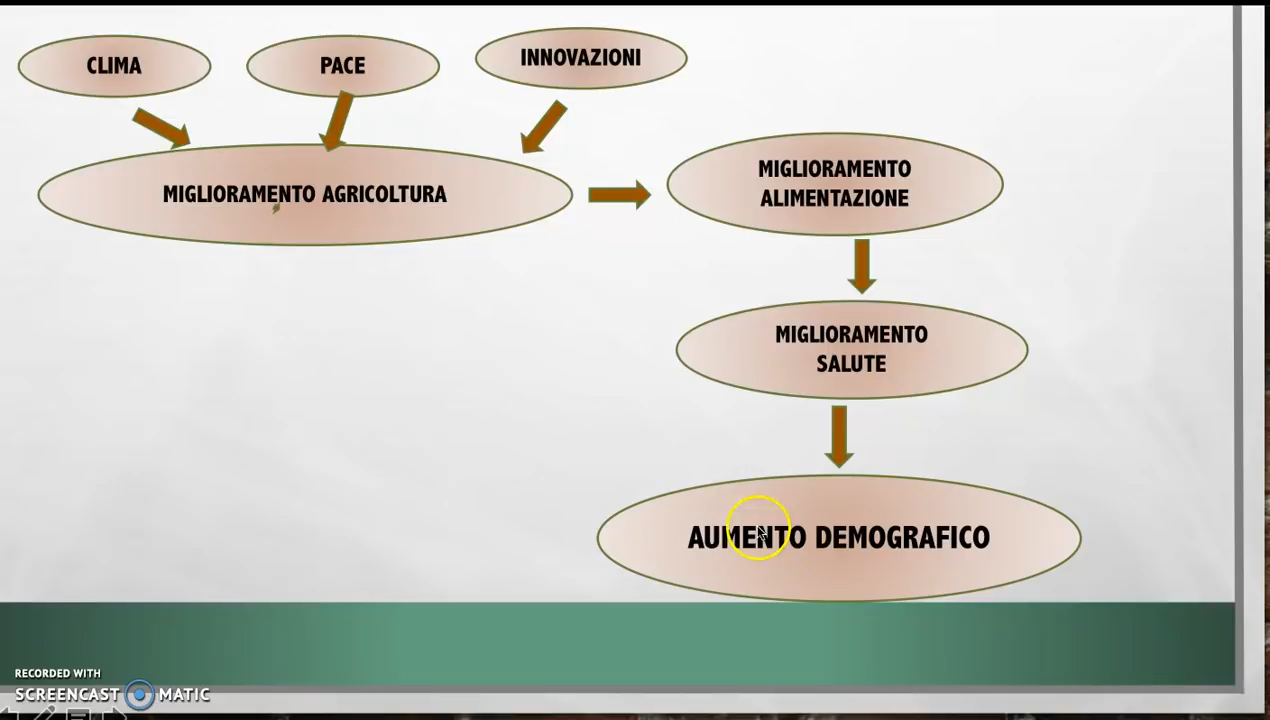 CLIMA
PACE
INNOVAZIONI
MIGLIORAMENTO AGRICOLTURA
MIGLIORAMENTO
ALIMENTAZIONE
MIGLIORAMENTO
SALUTE
AUMENTO DEMOGRAFICO
RECORDED WITH
SCREENCAST MATIC